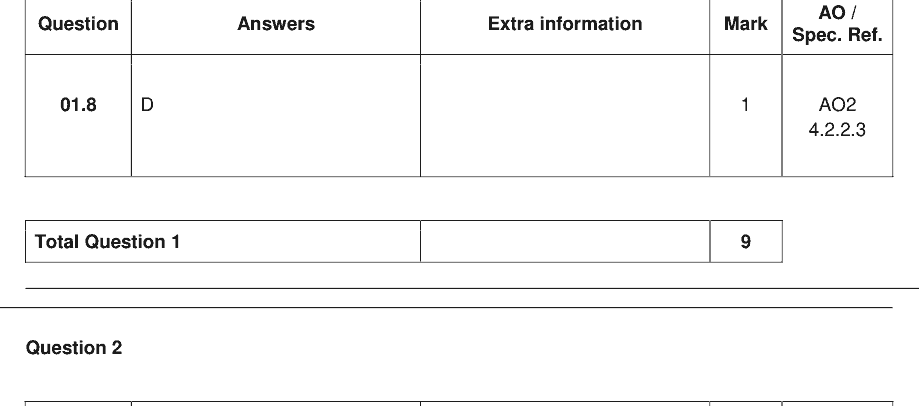 Question Answers Extra information Mark AO /
Spec. Ref.
01.8 D 1 AO2
4.2.2.3
Total Question 1 9
Question 2